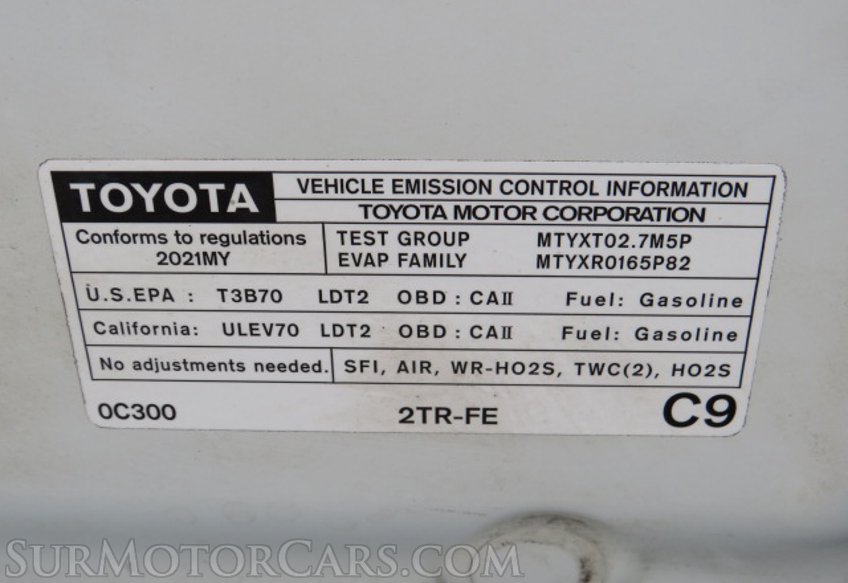 TOYOTA
VEHICLE EMISSION CONTROL INFORMATION
TOYOTA MOTOR CORPORATION
Conforms to regulations
2021MY
TEST GROUP MTYXT02.7M5P
EVAP FAMILY MTYXR0165P82
U.S.EPA : T3B70 LDT2 OBD : CAII Fuel: Gasoline
California: ULEV70 LDT2 OBD : CAII Fuel: Gasoline
No adjustments needed. SFI, AIR, WR-HO2S, TWC(2), HO2S
0C300 2TR-FE C9
SurMotorCars.com